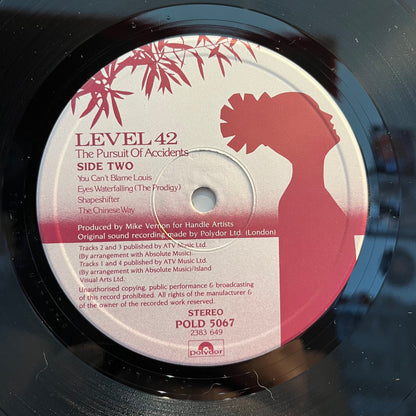 LEVEL 42
The Pursuit Of Accidents
SIDE TWO
You Can't Blame Louis
Eyes Waterfalling (The Prodigy)
Shapeshifter
The Chinese Way
Produced by Mike Vernon for Handle Artists
Original sound recording made by Polydor Ltd. (London)
Tracks 2 and 3 published by ATV Music Ltd.
(By arrangement with Absolute Music)
Tracks 1 and 4 published by ATV Music Ltd.
(By arrangement with Absolute Music)/Island
Visual Arts Ltd.
Unauthorised copying, public performance & broadcasting
of this record prohibited. All rights of the manufacturer &
of the owner of the recorded work reserved.
STEREO
POLD 5067
2383 649
polydor